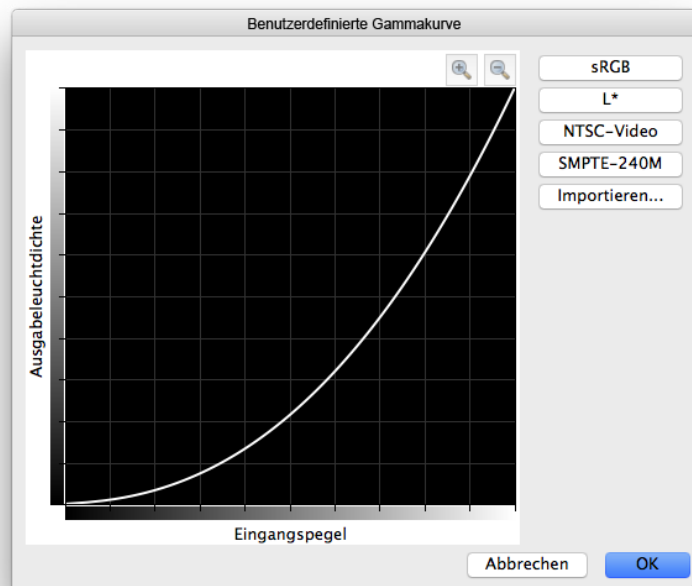 Benutzerdefinierte Gammakurve
sRGB
L*
NTSC-Video
SMPTE-240M
Importieren...
Ausgabeleuchtdichte
Eingangspegel
Abbrechen
OK